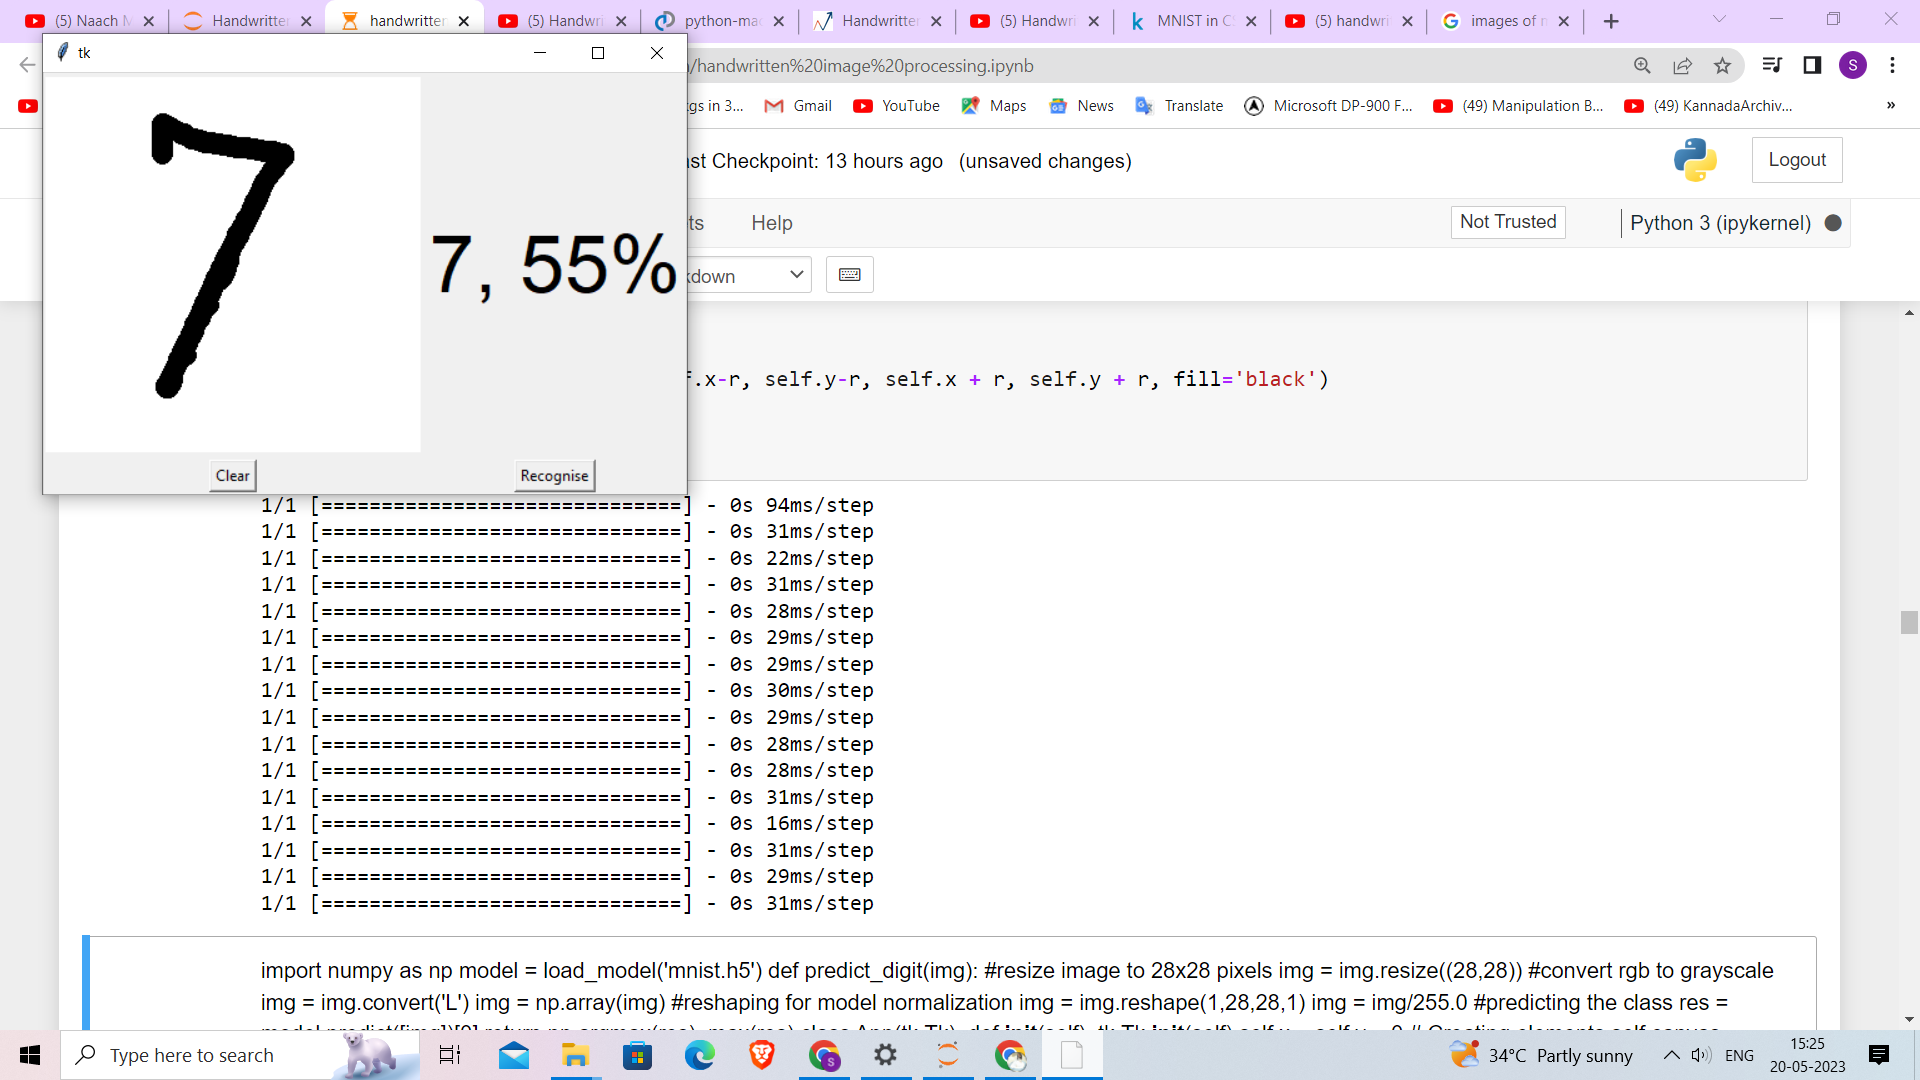 (5) Naach M
Handwritte
handwritten
(5) Handwri
python-mac
Handwritte
(5) Handwri
MNIST in C
(5) handwri
images of n
tk
/handwritten%20image%20processing.ipynb
S
gs in 3...
Gmail
YouTube
Maps
News
Translate
Microsoft DP-900 F...
(49) Manipulation B...
(49) KannadaArchiv...
»
7
7, 55%
Clear
Recognise
st Checkpoint: 13 hours ago (unsaved changes)
Logout
ts
Help
Not Trusted
Python 3 (ipykernel)
kdown
f.x-r, self.y-r, self.x + r, self.y + r, fill='black')
1/1 [==============================] - 0s 94ms/step
1/1 [==============================] - 0s 31ms/step
1/1 [==============================] - 0s 22ms/step
1/1 [==============================] - 0s 31ms/step
1/1 [==============================] - 0s 28ms/step
1/1 [==============================] - 0s 29ms/step
1/1 [==============================] - 0s 29ms/step
1/1 [==============================] - 0s 30ms/step
1/1 [==============================] - 0s 29ms/step
1/1 [==============================] - 0s 28ms/step
1/1 [==============================] - 0s 28ms/step
1/1 [==============================] - 0s 31ms/step
1/1 [==============================] - 0s 16ms/step
1/1 [==============================] - 0s 31ms/step
1/1 [==============================] - 0s 29ms/step
1/1 [==============================] - 0s 31ms/step
import numpy as np model = load_model('mnist.h5') def predict_digit(img): #resize image to 28x28 pixels img = img.resize((28,28)) #convert rgb to grayscale
img = img.convert('L') img = np.array(img) #reshaping for model normalization img = img.reshape(1,28,28,1) img = img/255.0 #predicting the class res =
Type here to search
34°C Partly sunny
ENG
15:25
20-05-2023